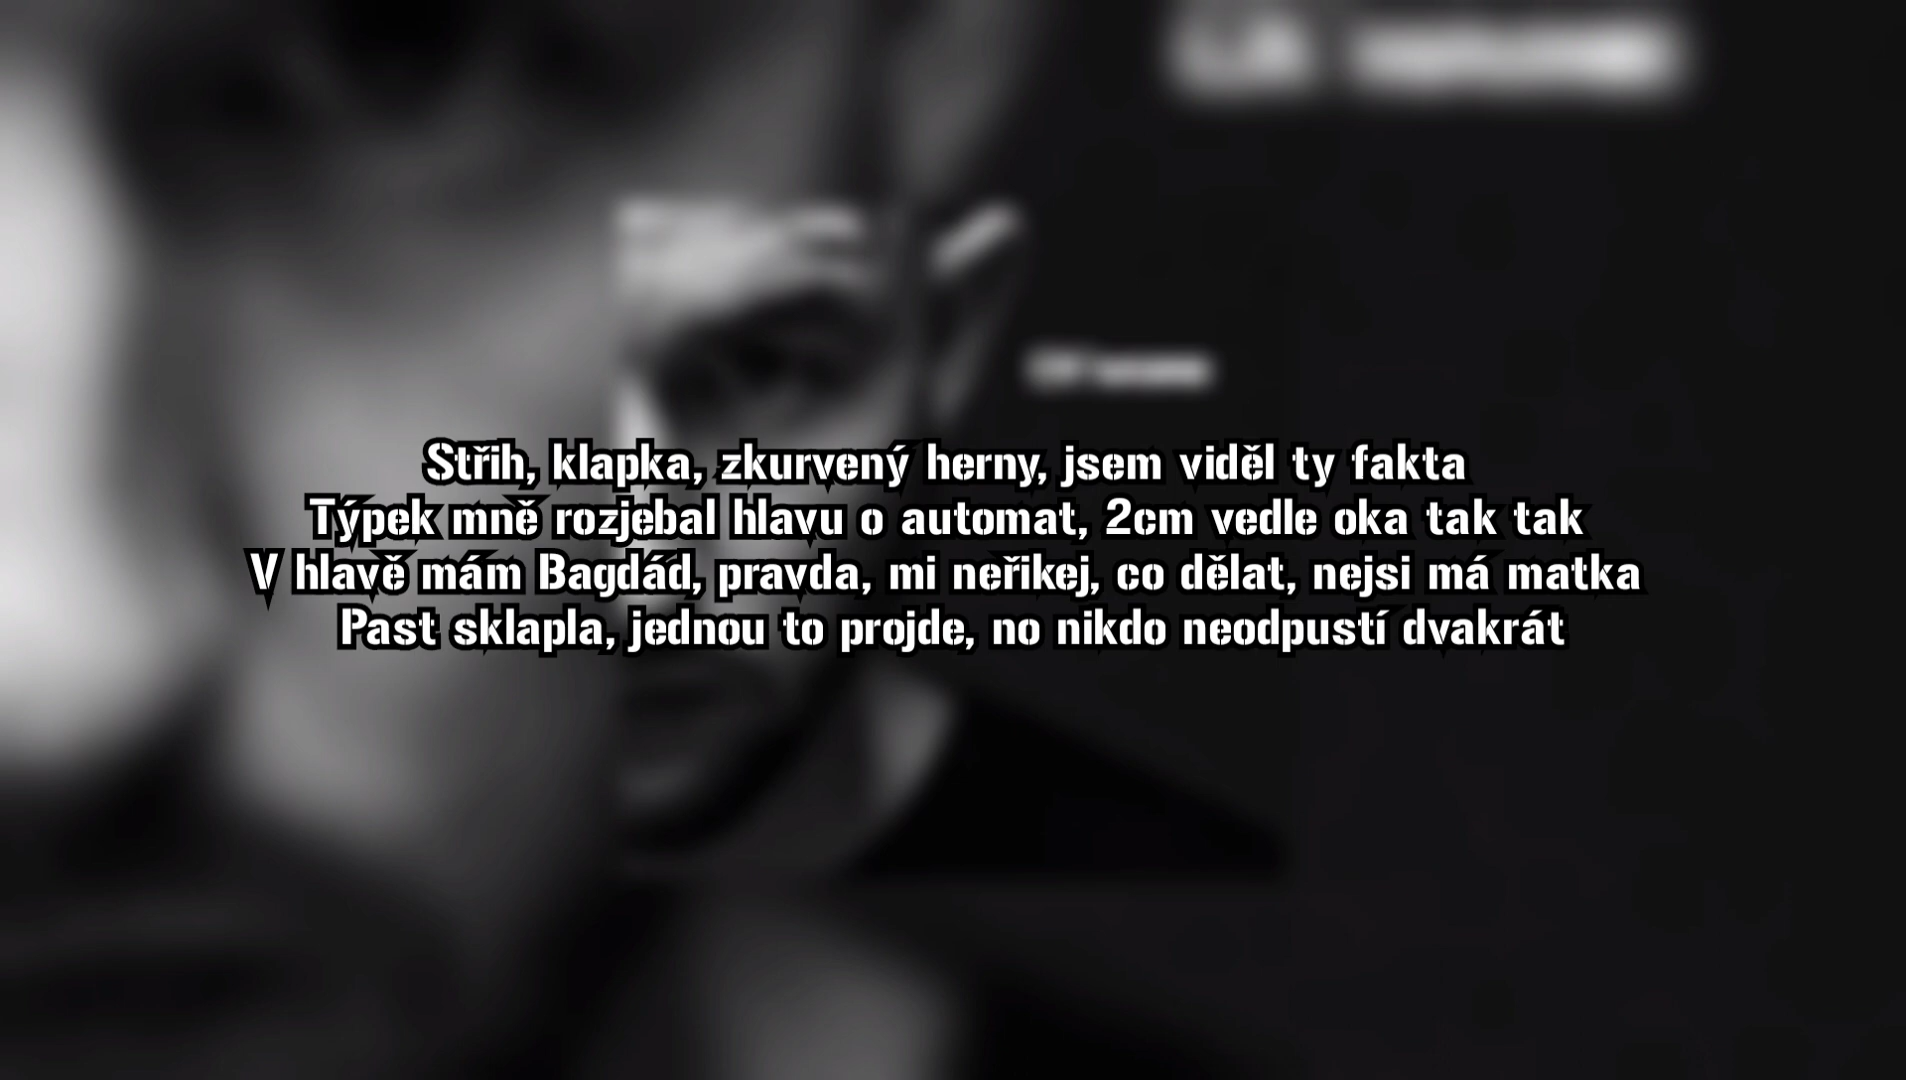 Střih, klapka, zkurvený herny, jsem viděl ty fakta
Týpek mně rozjebal hlavu o automat, 2cm vedle oka tak tak
V hlavě mám Bagdád, pravda, mi neřikej, co dělat, nejsi má matka
Past sklapla, jednou to projde, no nikdo neodpustí dvakrát